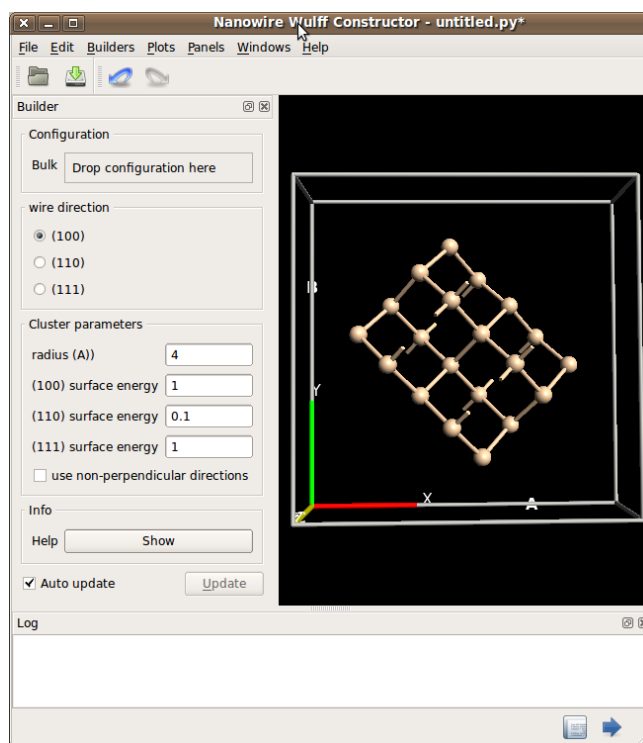 Nanowire Wulff Constructor - untitled.py*
File Edit Builders Plots Panels Windows Help
Builder
Configuration
Bulk Drop configuration here
wire direction
(100)
(110)
(111)
Cluster parameters
radius (A)) 4
(100) surface energy 1
(110) surface energy 0.1
(111) surface energy 1
use non-perpendicular directions
Info
Help Show
Auto update Update
B
Y
X
A
Log